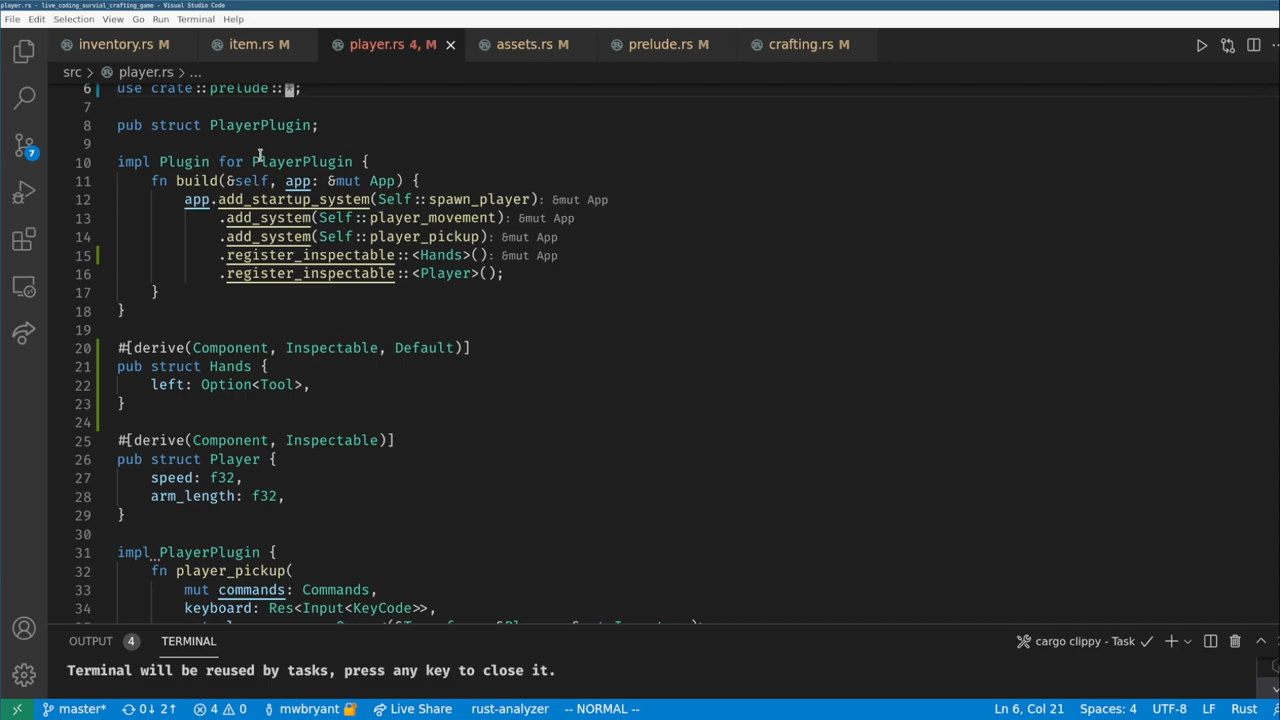 player.rs - live_coding_survial_crafting_game - Visual Studio Code
File Edit Selection View Go Run Terminal Help
inventory.rs M item.rs M player.rs 4, M assets.rs M prelude.rs M crafting.rs M
src > player.rs > ...
6 use crate::prelude::*;
7
8 pub struct PlayerPlugin;
9
10 impl Plugin for PlayerPlugin {
11 fn build(&self, app: &mut App) {
12 app.add_startup_system(Self::spawn_player): &mut App
13 .add_system(Self::player_movement): &mut App
14 .add_system(Self::player_pickup): &mut App
15 .register_inspectable::<Hands>(): &mut App
16 .register_inspectable::<Player>();
17 }
18 }
19
20 #[derive(Component, Inspectable, Default)]
21 pub struct Hands {
22 left: Option<Tool>,
23 }
24
25 #[derive(Component, Inspectable)]
26 pub struct Player {
27 speed: f32,
28 arm_length: f32,
29 }
30
31 impl PlayerPlugin {
32 fn player_pickup(
33 mut commands: Commands,
34 keyboard: Res<Input<KeyCode>>,
7
OUTPUT 4 TERMINAL cargo clippy - Task
Terminal will be reused by tasks, press any key to close it.
master* 0↓ 2↑ 4 0 mwbryant Live Share rust-analyzer -- NORMAL -- Ln 6, Col 21 Spaces: 4 UTF-8 LF Rust